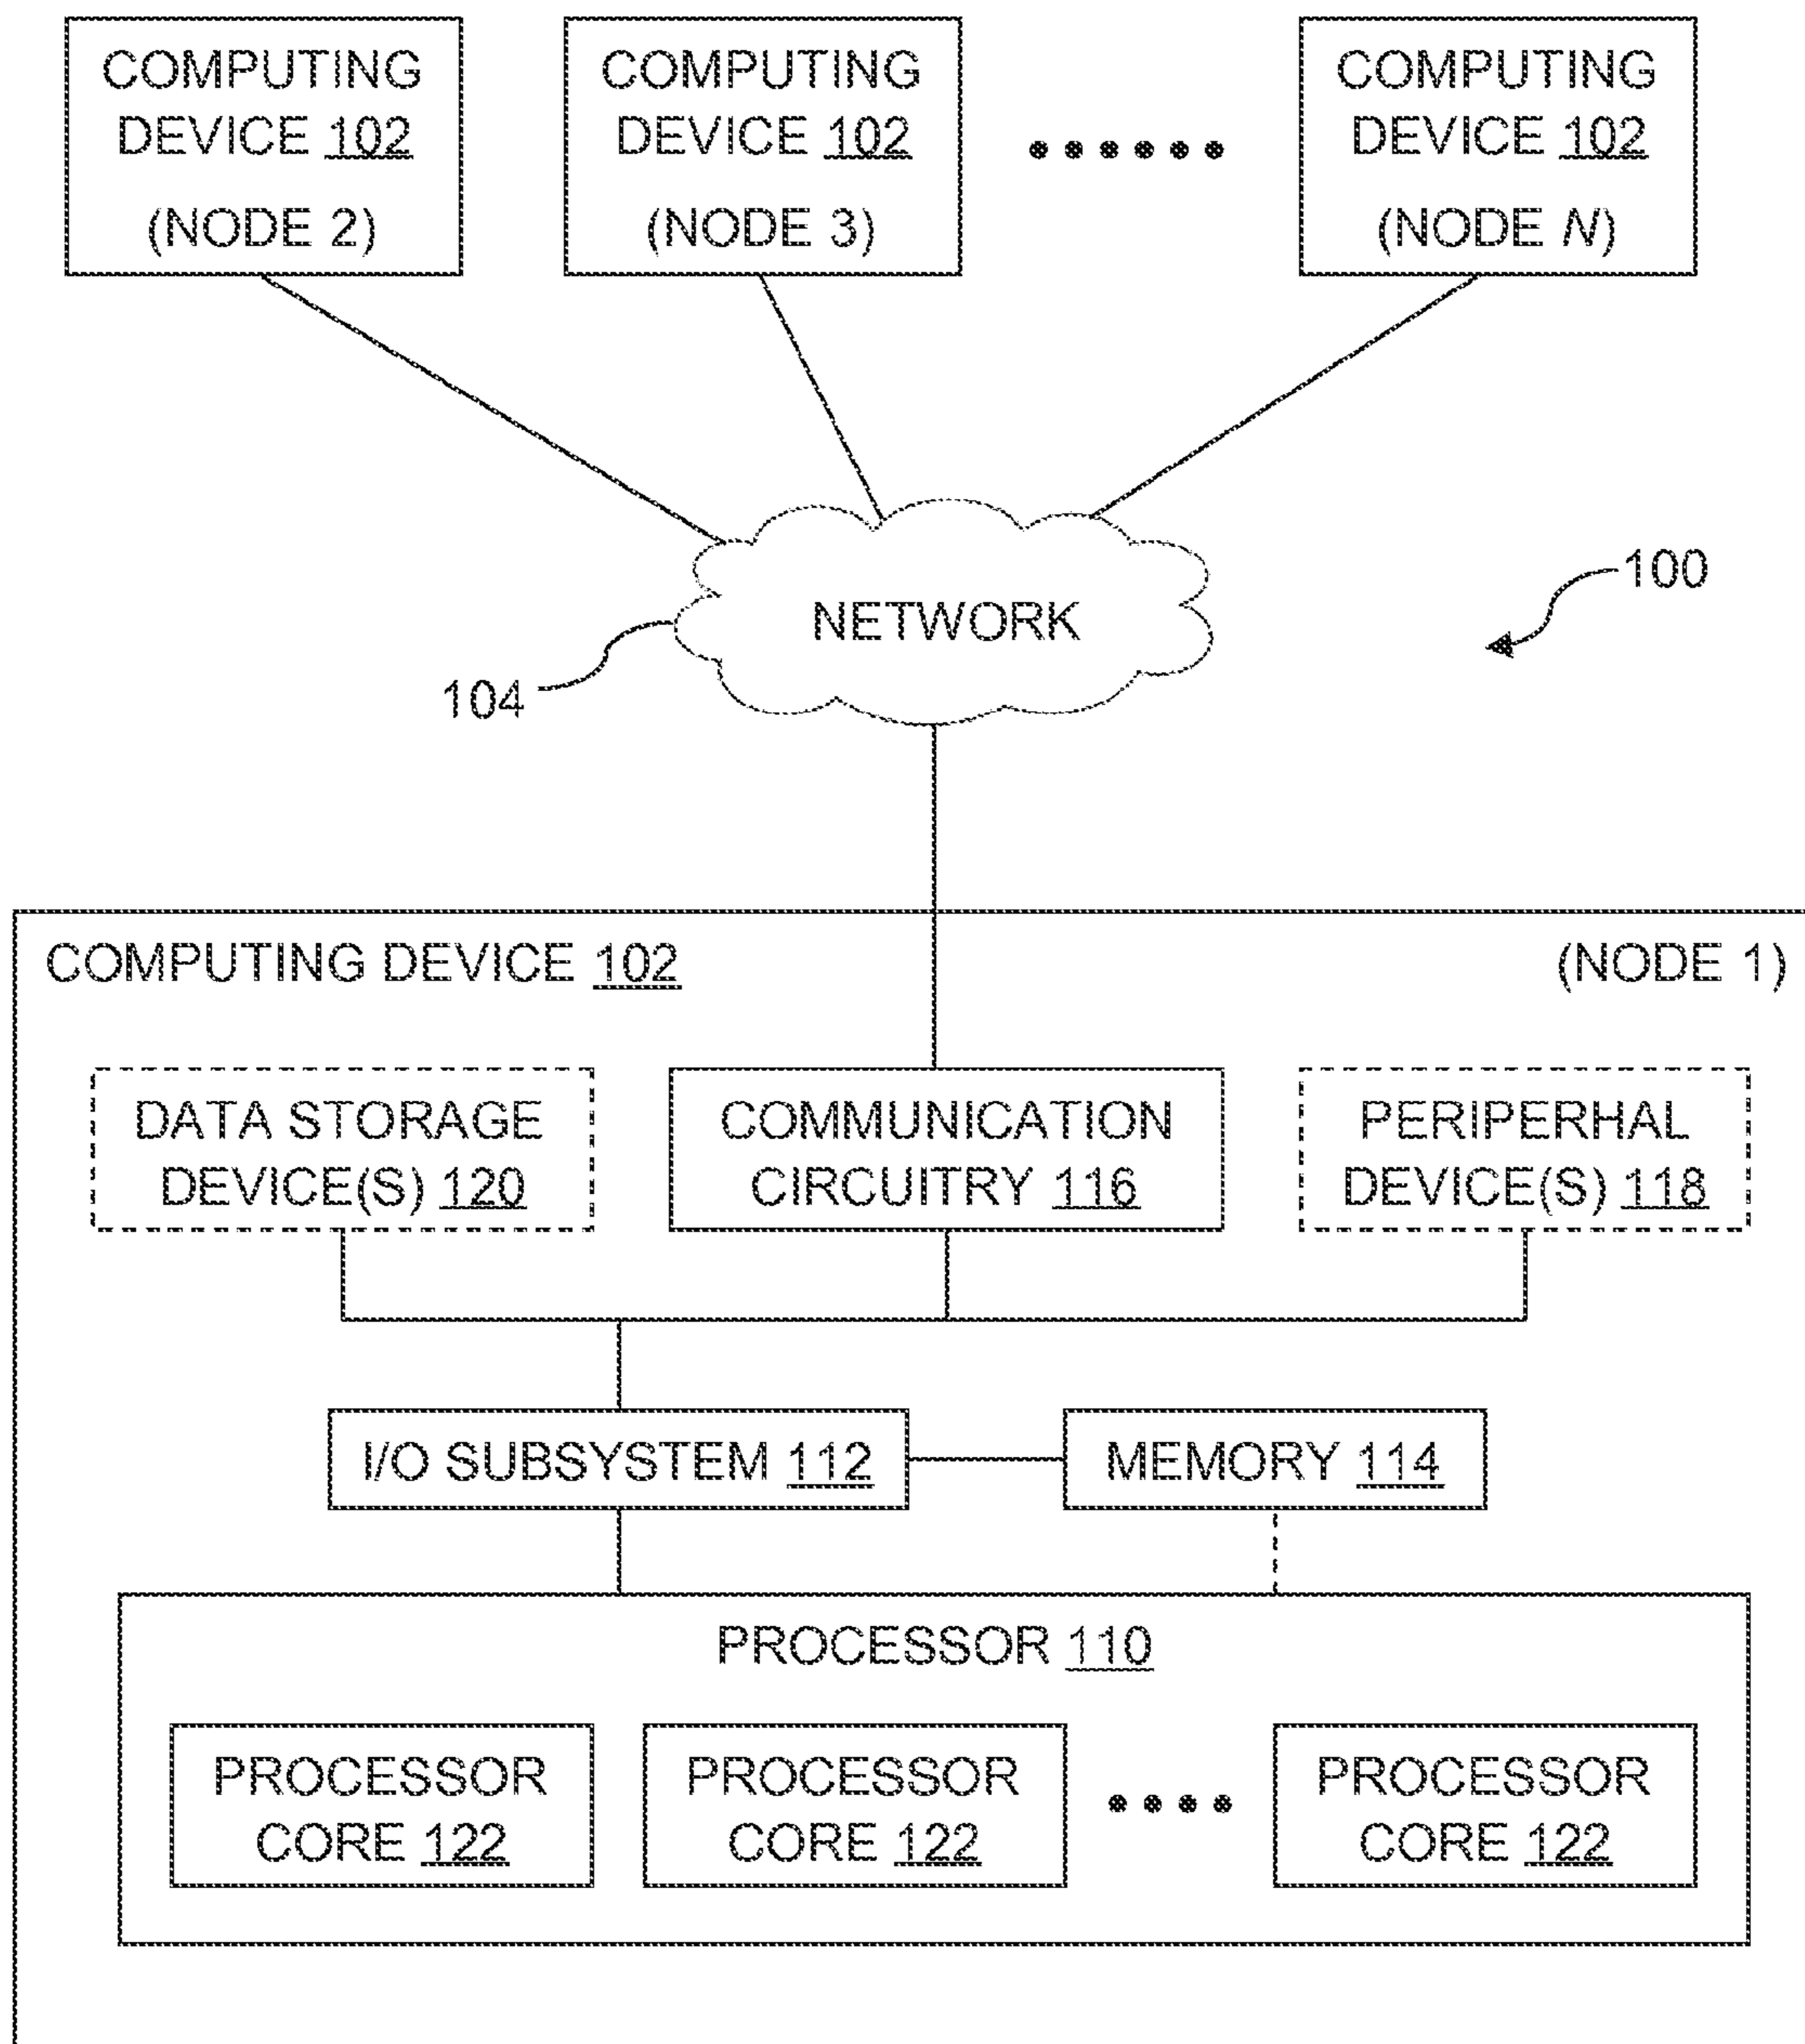 COMPUTING
DEVICE 102
(NODE 2)
COMPUTING
DEVICE 102
(NODE 3)
COMPUTING
DEVICE 102
(NODE N)
NETWORK
100
104
COMPUTING DEVICE 102
(NODE 1)
DATA STORAGE
DEVICE(S) 120
COMMUNICATION
CIRCUITRY 116
PERIPERHAL
DEVICE(S) 118
I/O SUBSYSTEM 112
MEMORY 114
PROCESSOR 110
PROCESSOR
CORE 122
PROCESSOR
CORE 122
PROCESSOR
CORE 122